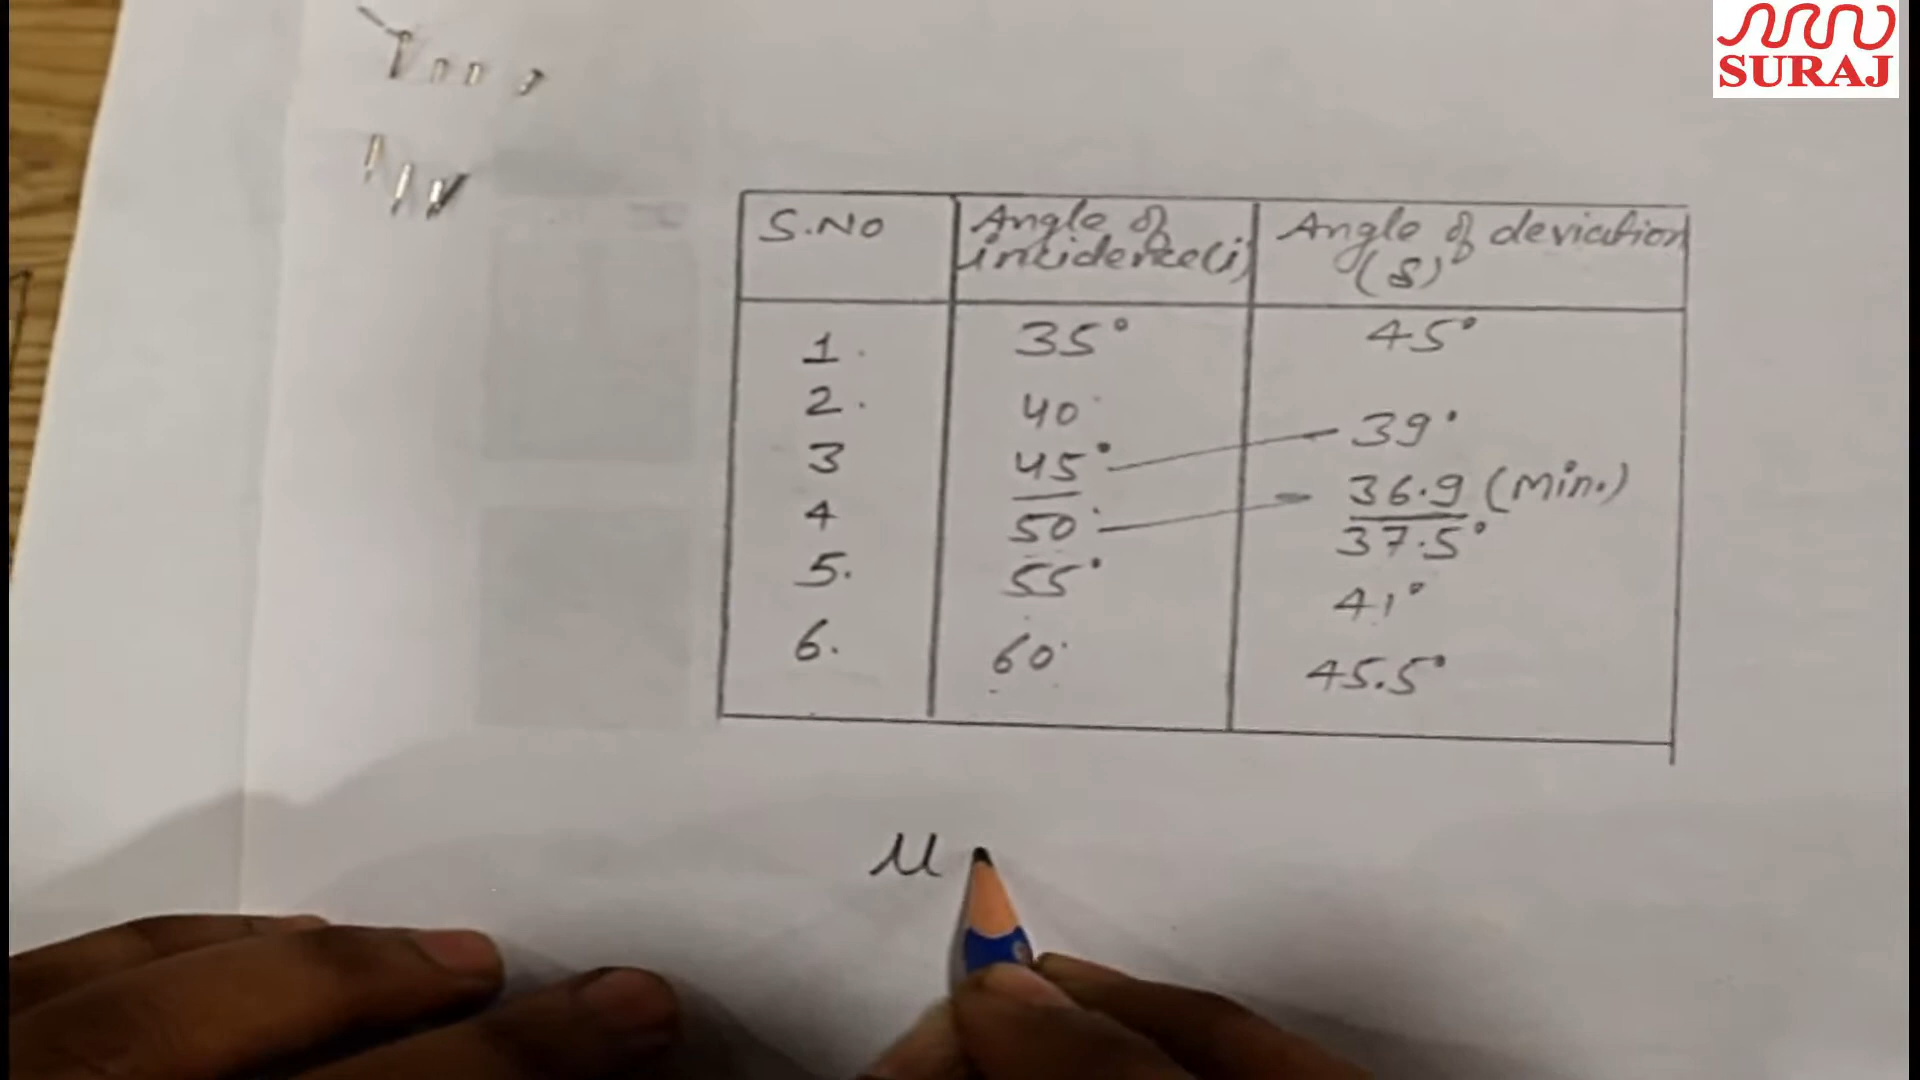 SURAJ
S.No Angle of incidence(i) Angle of deviation (δ)
1. 35° 45°
2. 40° 39°
3 45° 36.9 (Min.)
4 50° 37.5°
5. 55° 41°
6. 60° 45.5°
μ